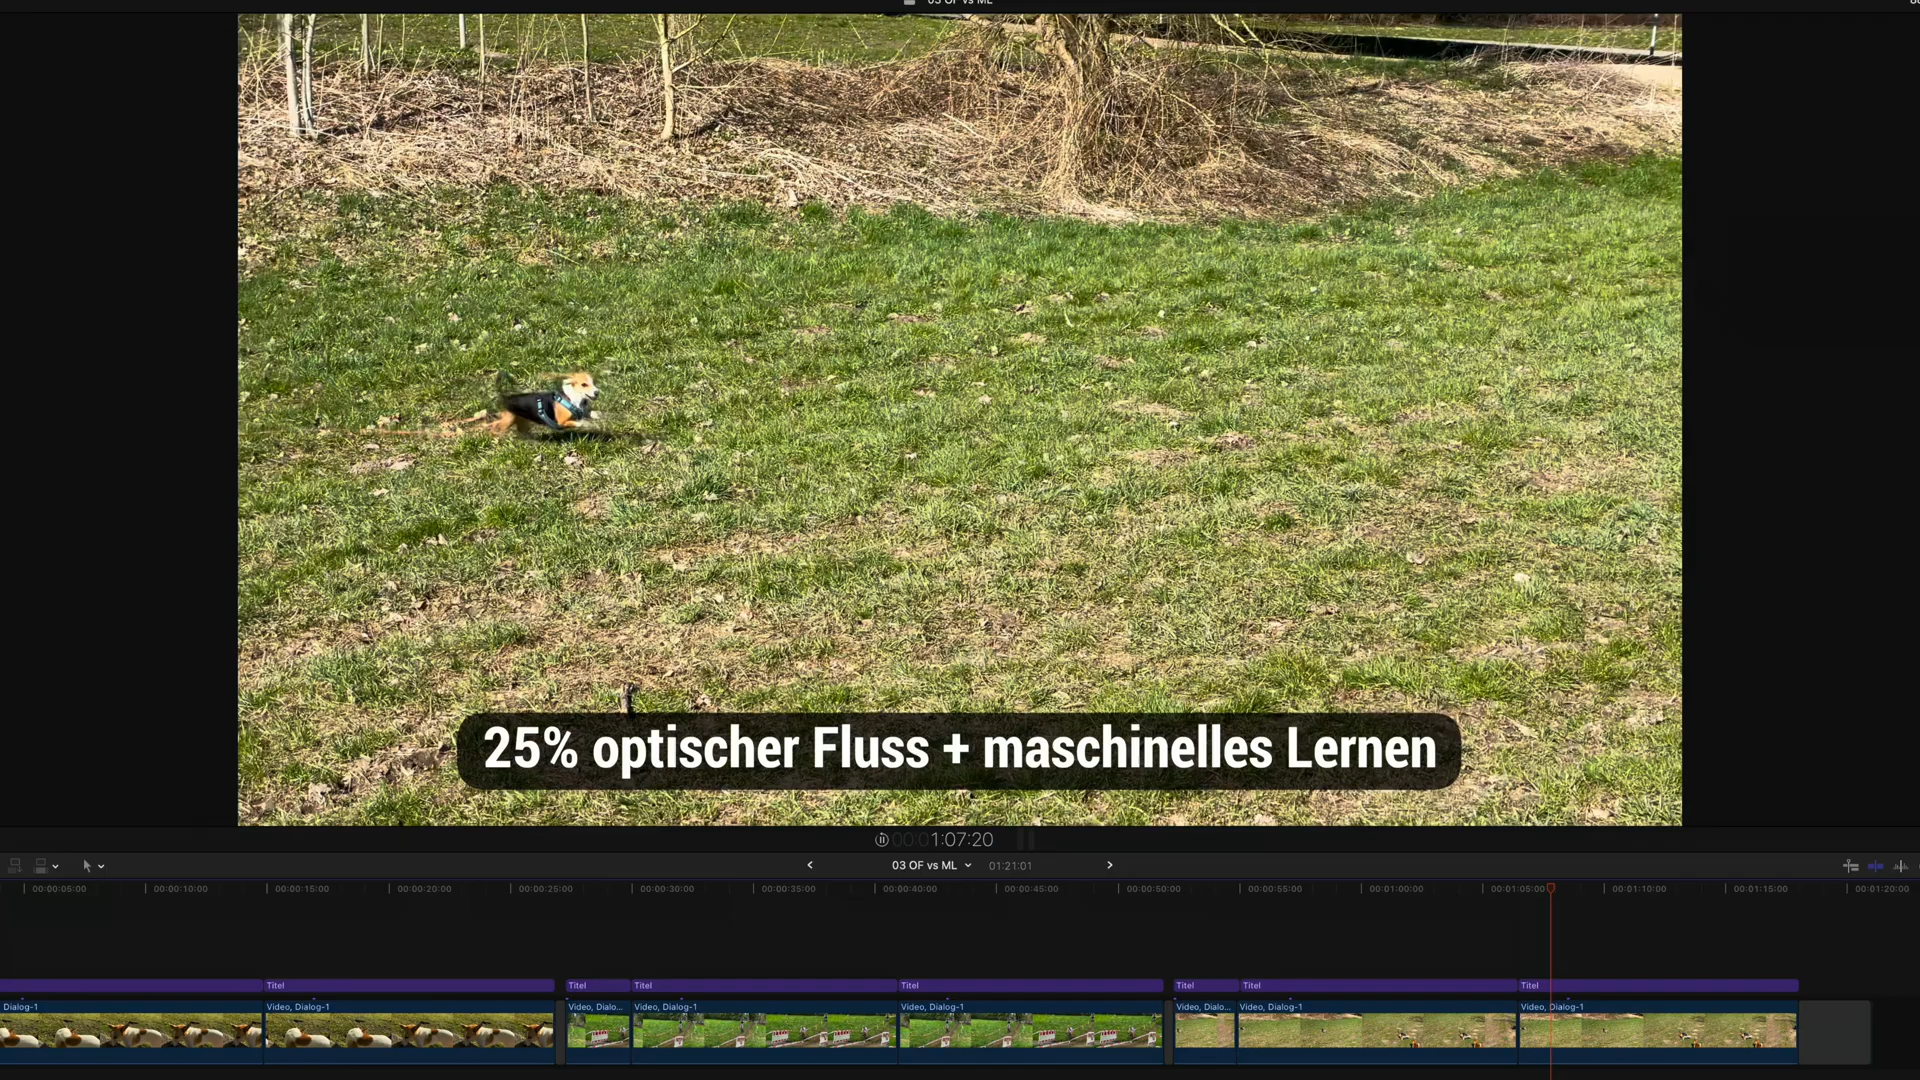 03 OF vs ML
25% optischer Fluss + maschinelles Lernen
00:00:01:07:20
03 OF vs ML 01:21:01
00:00:05:00 00:00:10:00 00:00:15:00 00:00:20:00 00:00:25:00 00:00:30:00 00:00:35:00 00:00:40:00 00:00:45:00 00:00:50:00 00:00:55:00 00:01:00:00 00:01:05:00 00:01:10:00 00:01:15:00 00:01:20:00
Titel Titel Titel Titel Titel Titel Titel
Dialog-1 Video, Dialog-1 Video, Dialo... Video, Dialog-1 Video, Dialog-1 Video, Dialo... Video, Dialog-1 Video, Dialog-1